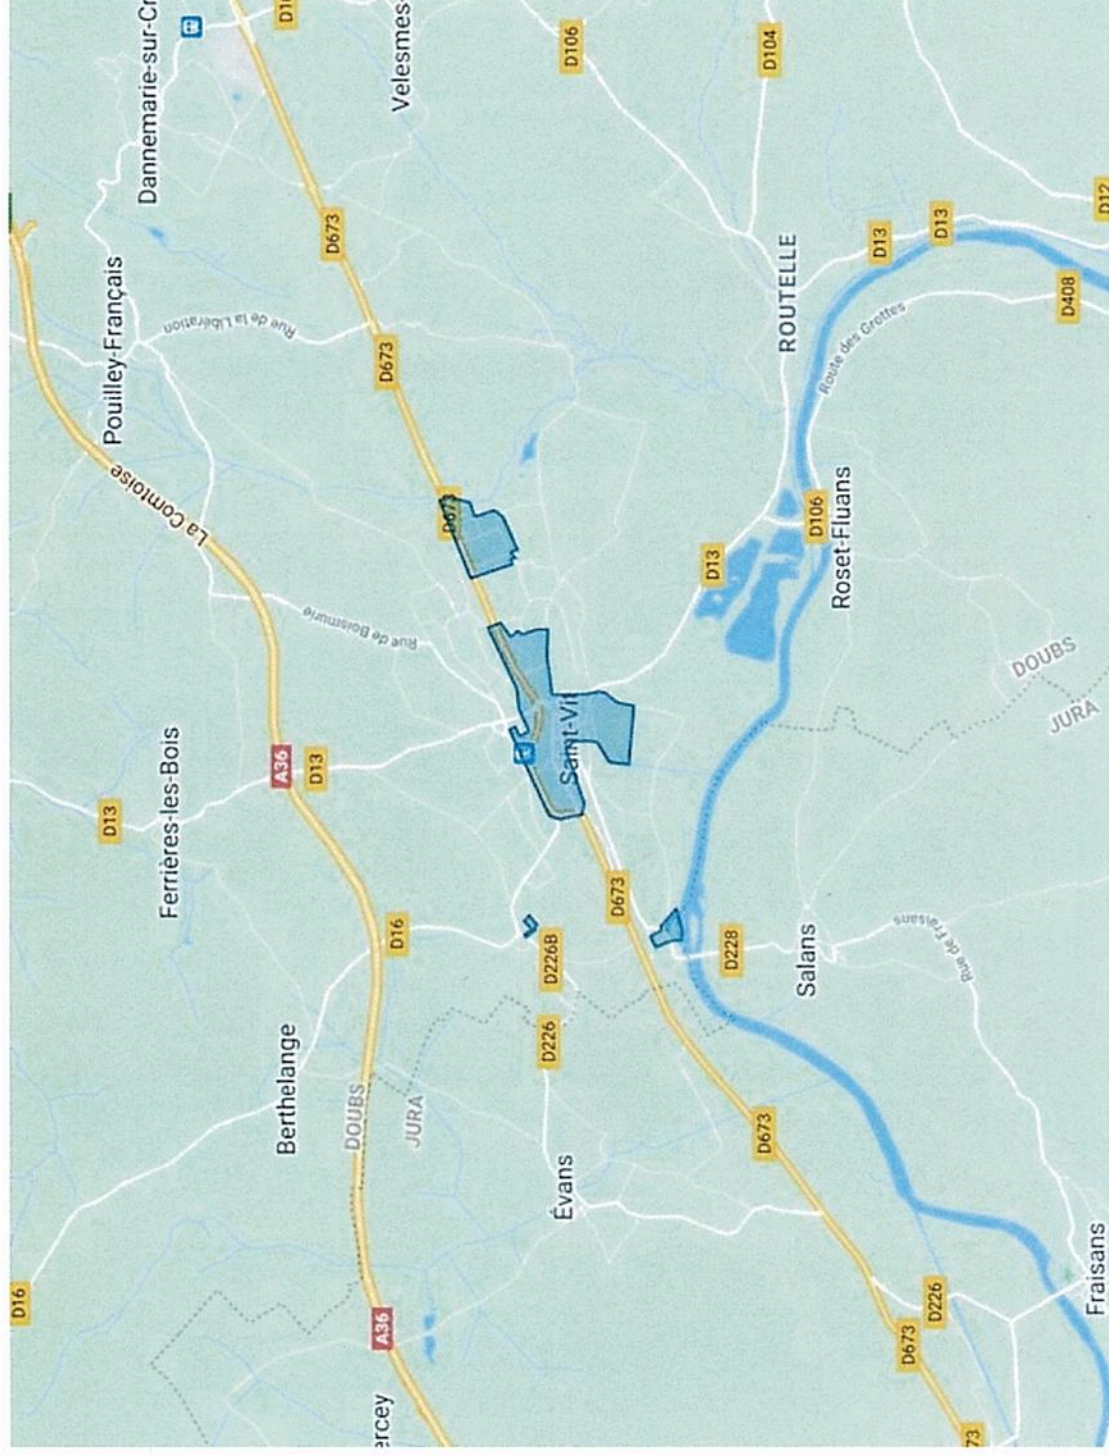 D16
D13
Pouilley-Français
Dannemarie-sur-Cr
Ferrières-les-Bois
La Comtoise
Rue de la Libération
Berthelange
A36
D13
D673
DOUBS
JURA
D16
Rue de Boismurie
D673
Velesmes-
ercey
A36
D673
D226
D226B
D106
Évans
Saint-Vit
D673
D13
D104
D673
D228
Salans
ROUTELLE
D106
Roset-Fluans
Route des Grottes
D13
D13
D673
D226
Rue de Fraisans
DOUBS
JURA
D408
73
Fraisans
D12